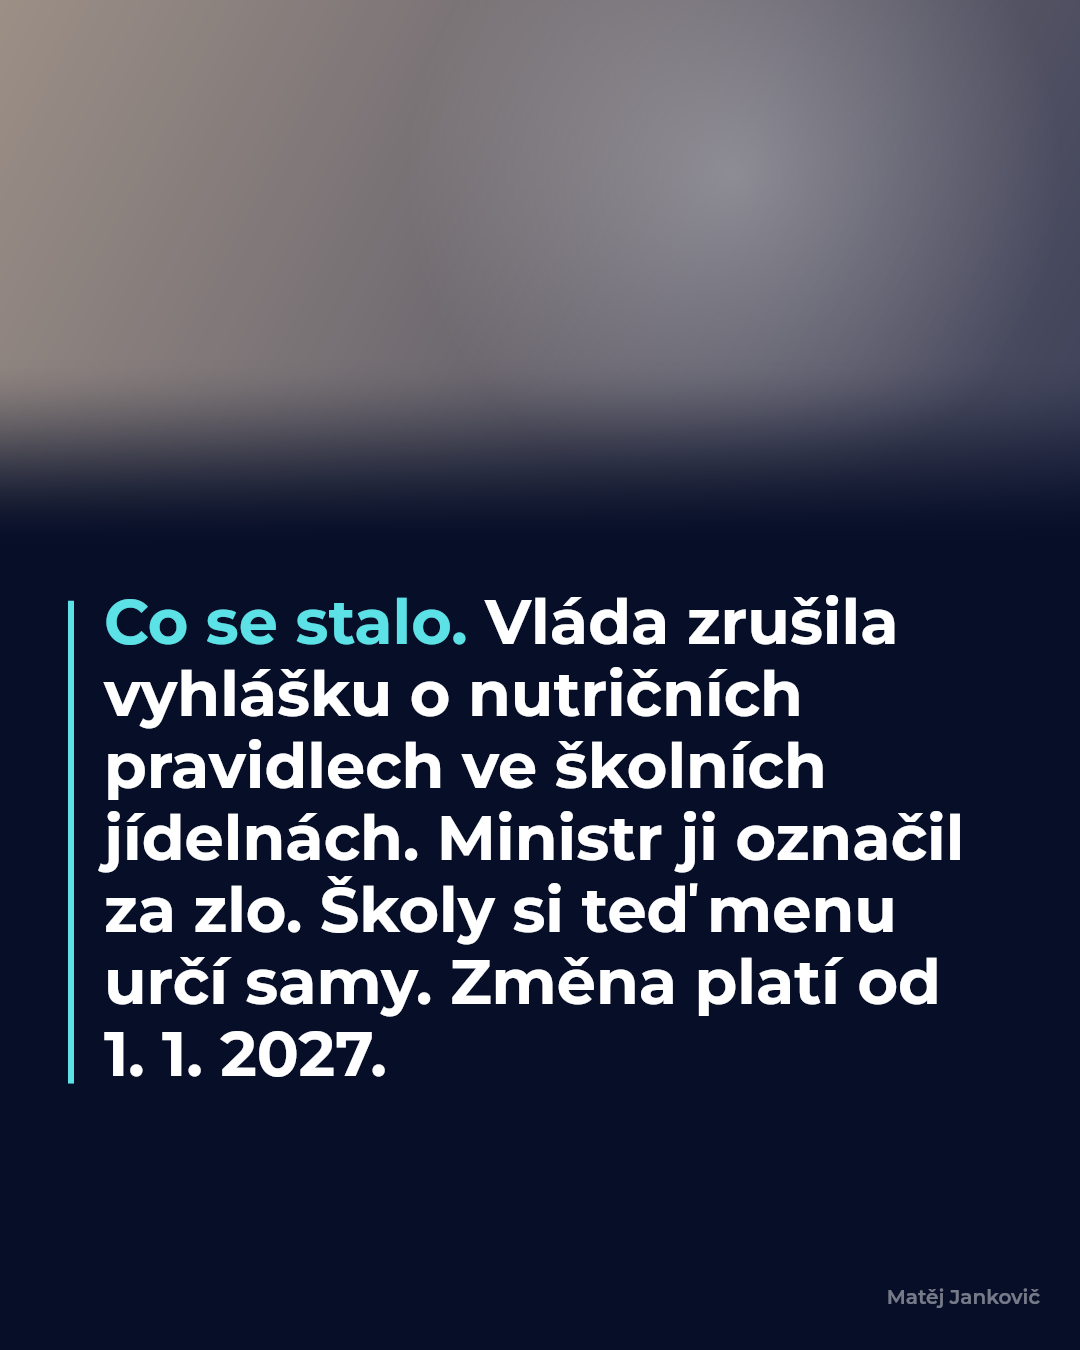 Co se stalo. Vláda zrušila
vyhlášku o nutričních
pravidlech ve školních
jídelnách. Ministr ji označil
za zlo. Školy si teď menu
určí samy. Změna platí od
1. 1. 2027.
Matěj Jankovič